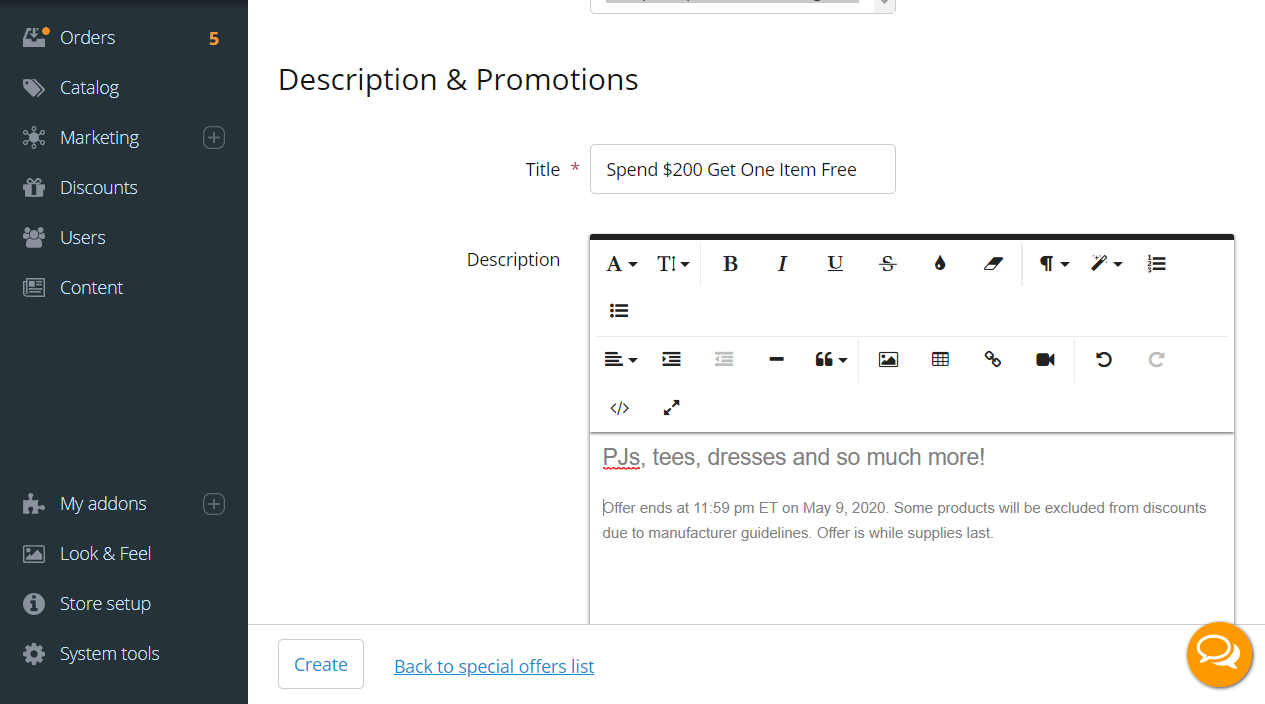 Orders 5
Catalog
Marketing
Discounts
Users
Content
My addons
Look & Feel
Store setup
System tools
Description & Promotions
Title *
Spend $200 Get One Item Free
Description
PJs, tees, dresses and so much more!
Offer ends at 11:59 pm ET on May 9, 2020. Some products will be excluded from discounts
due to manufacturer guidelines. Offer is while supplies last.
Create
Back to special offers list